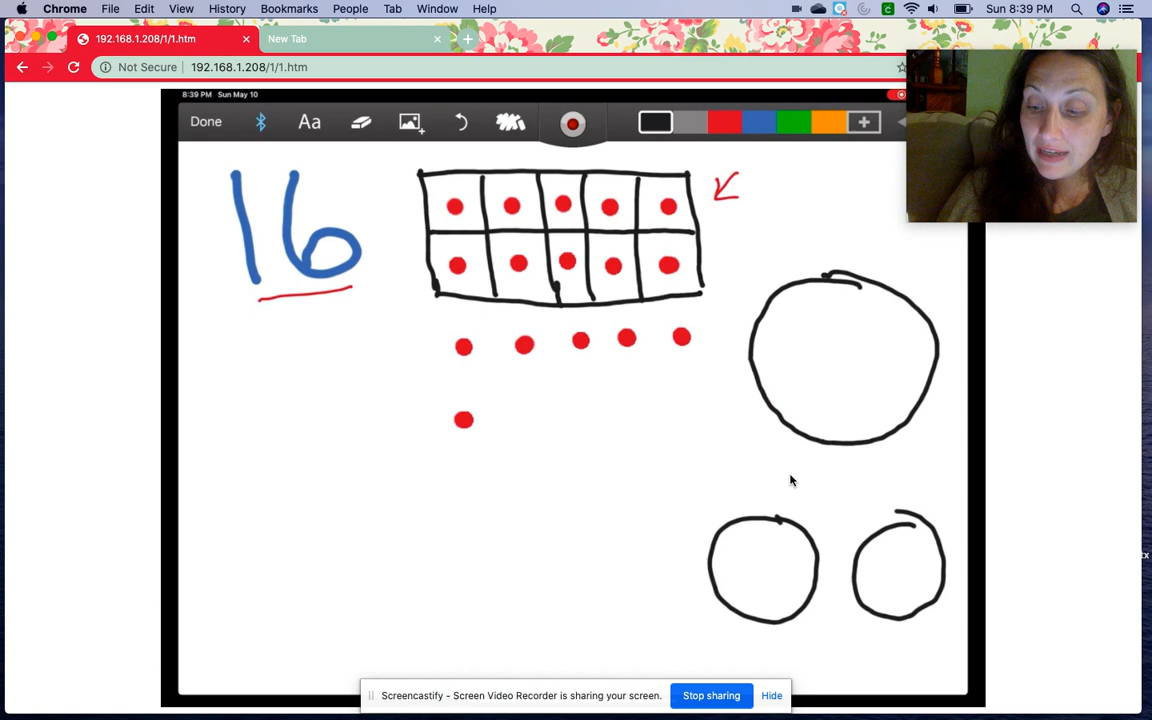 Chrome File Edit View History Bookmarks People Tab Window Help Sun 8:39 PM
192.168.1.208/1/1.htm New Tab
Not Secure 192.168.1.208/1/1.htm
8:39 PM Sun May 10
Done Aa
16
Screencastify - Screen Video Recorder is sharing your screen. Stop sharing Hide